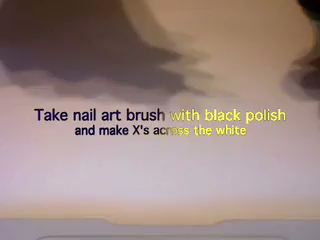 Take nail art brush with black polish
and make X's across the white